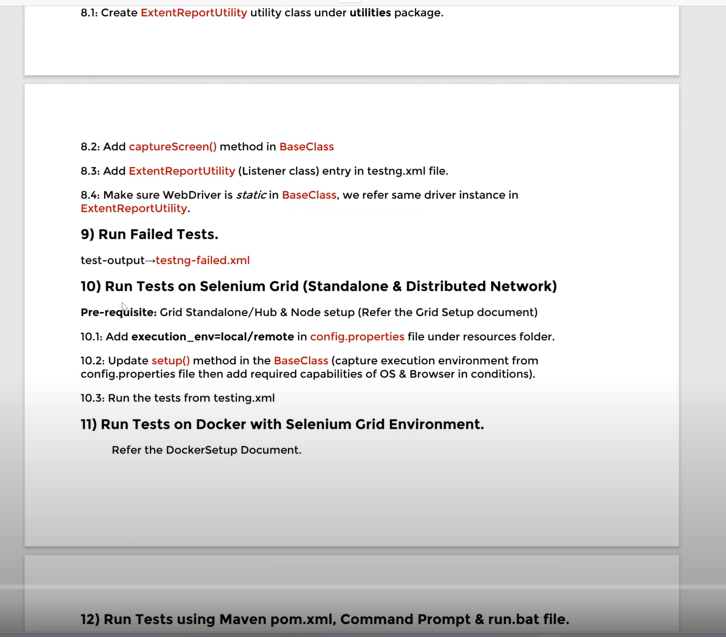 8.1: Create ExtentReportUtility utility class under utilities package.
8.2: Add captureScreen() method in BaseClass
8.3: Add ExtentReportUtility (Listener class) entry in testng.xml file.
8.4: Make sure WebDriver is static in BaseClass, we refer same driver instance in
ExtentReportUtility.
9) Run Failed Tests.
test-output→testng-failed.xml
10) Run Tests on Selenium Grid (Standalone & Distributed Network)
Pre-requisite: Grid Standalone/Hub & Node setup (Refer the Grid Setup document)
10.1: Add execution_env=local/remote in config.properties file under resources folder.
10.2: Update setup() method in the BaseClass (capture execution environment from
config.properties file then add required capabilities of OS & Browser in conditions).
10.3: Run the tests from testing.xml
11) Run Tests on Docker with Selenium Grid Environment.
Refer the DockerSetup Document.
12) Run Tests using Maven pom.xml, Command Prompt & run.bat file.